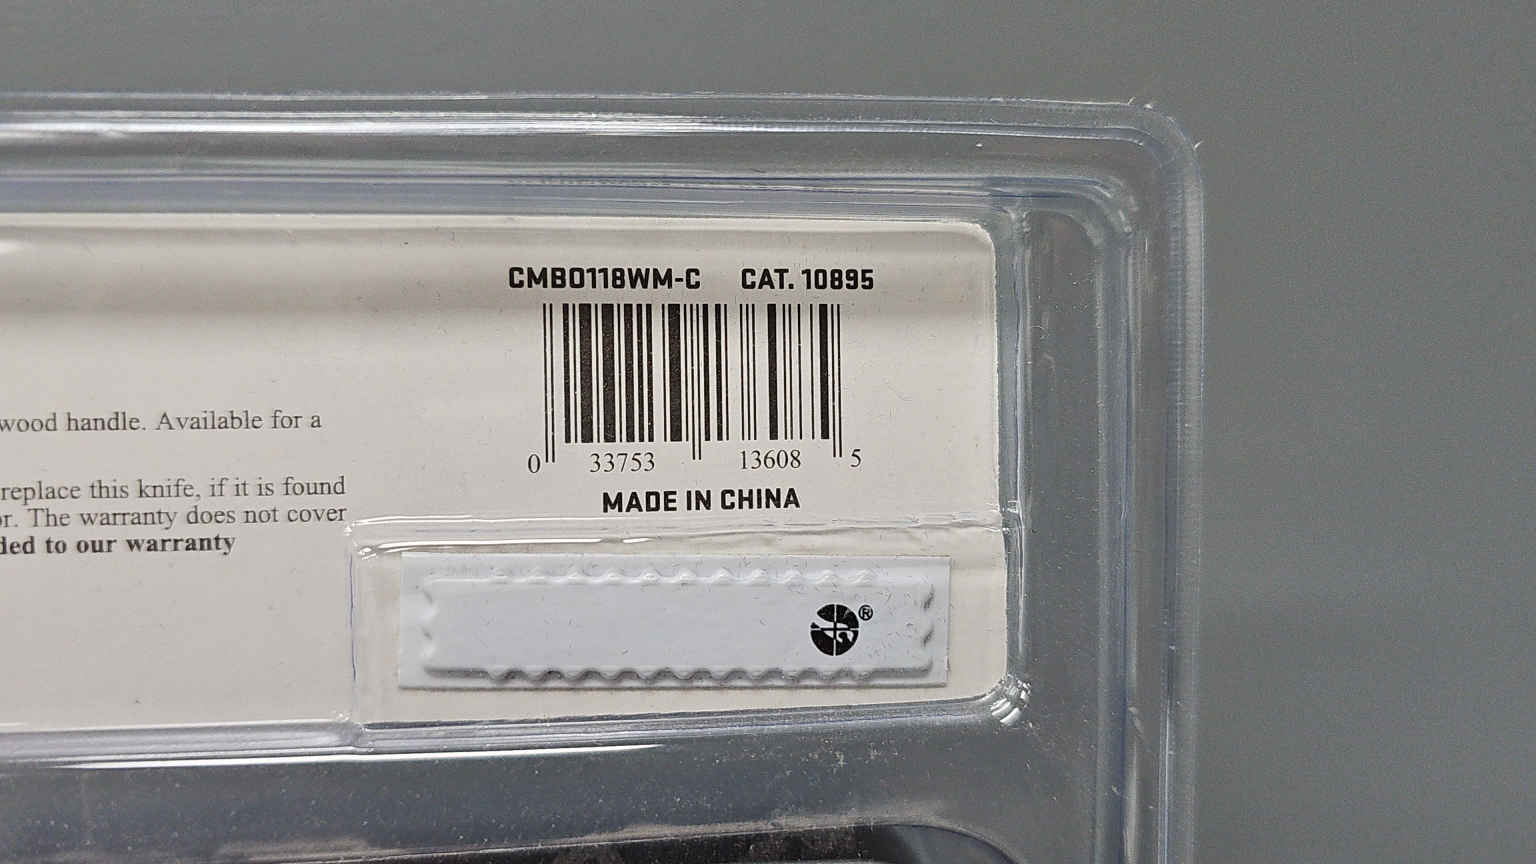 CMB0118WM-C CAT. 10895
0 33753 13608 5
MADE IN CHINA
wood handle. Available for a
replace this knife, if it is found
or. The warranty does not cover
to our warranty
®